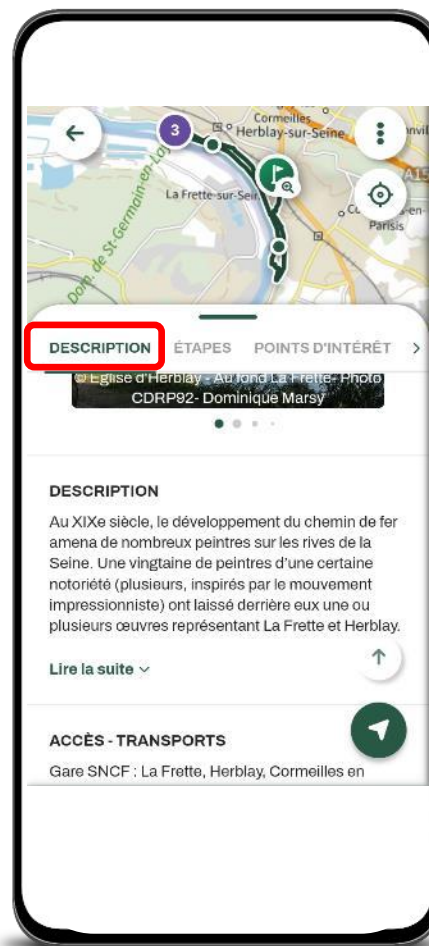 Cormeilles
Herblay-sur-Seine
3
La Frette-sur-Sei
A15
Parisis
Dom. de St-Germain-en-La
DESCRIPTION ÉTAPES POINTS D'INTÉRÊT
© Eglise d'Herblay - Au fond La Frette- Photo
CDRP92- Dominique Marsy
DESCRIPTION
Au XIXe siècle, le développement du chemin de fer
amena de nombreux peintres sur les rives de la
Seine. Une vingtaine de peintres d'une certaine
notoriété (plusieurs, inspirés par le mouvement
impressionniste) ont laissé derrière eux une ou
plusieurs œuvres représentant La Frette et Herblay.
Lire la suite
ACCÈS - TRANSPORTS
Gare SNCF : La Frette, Herblay, Cormeilles en